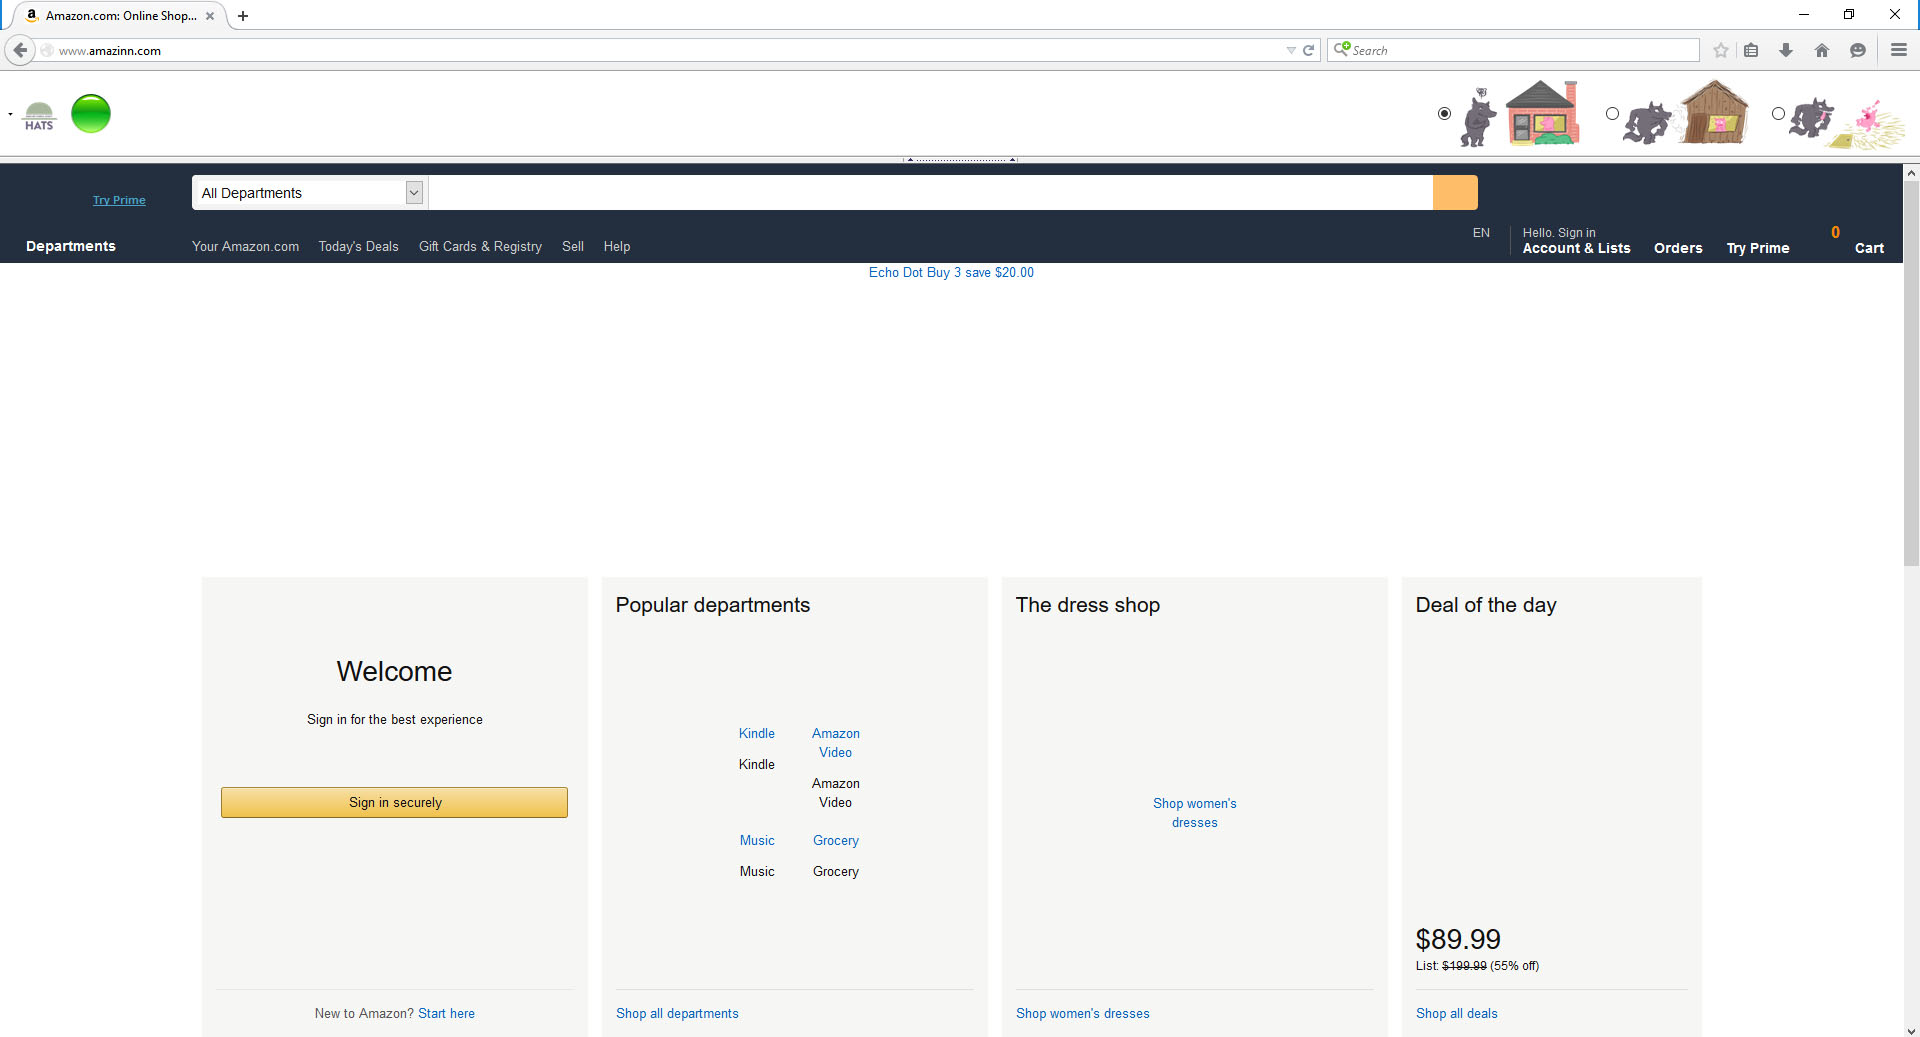 Amazon.com: Online Shop...
www.amazinn.com
Search
HATS
All Departments
Try Prime
Departments
Your Amazon.com Today's Deals Gift Cards & Registry Sell Help
EN
Hello. Sign in
Account & Lists
Orders
Try Prime
0
Cart
Echo Dot Buy 3 save $20.00
Welcome
Sign in for the best experience
Sign in securely
New to Amazon? Start here
Popular departments
Kindle
Kindle
Amazon
Video
Amazon
Video
Music
Music
Grocery
Grocery
Shop all departments
The dress shop
Shop women's
dresses
Shop women's dresses
Deal of the day
$89.99
List: $199.99 (55% off)
Shop all deals